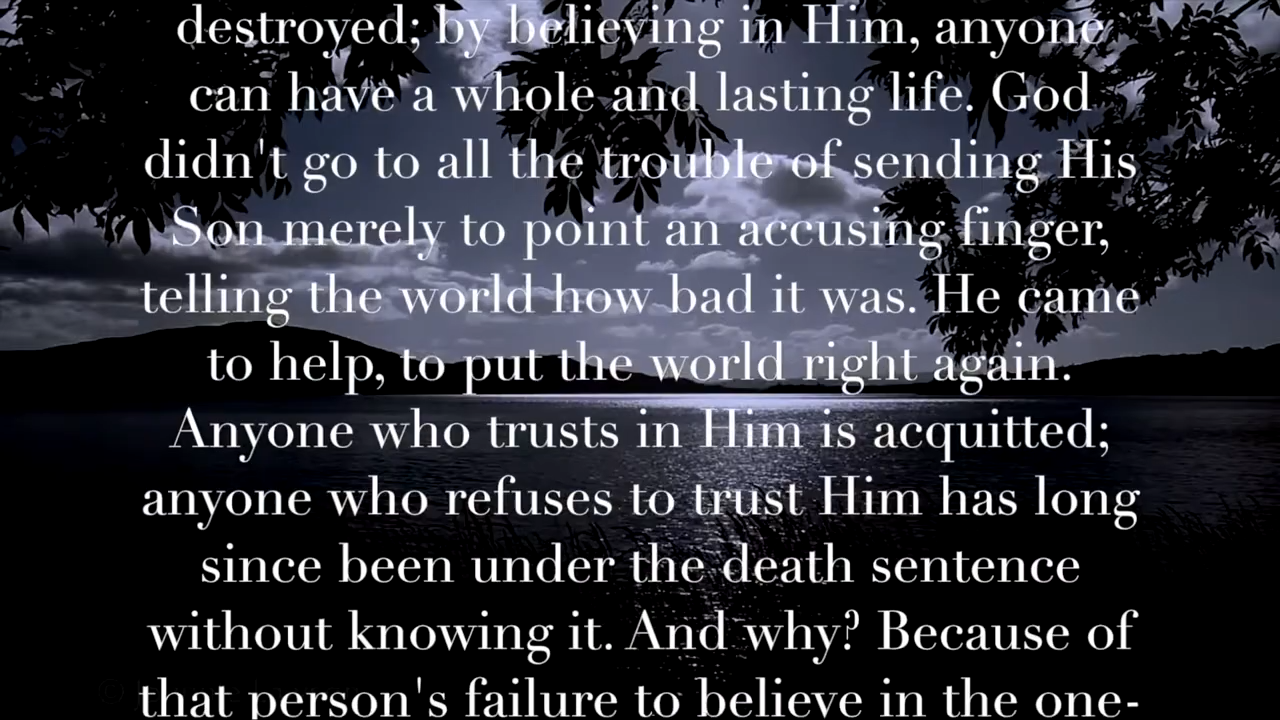 destroyed; by believing in Him, anyone
can have a whole and lasting life. God
didn't go to all the trouble of sending His
Son merely to point an accusing finger,
telling the world how bad it was. He came
to help, to put the world right again.
Anyone who trusts in Him is acquitted;
anyone who refuses to trust Him has long
since been under the death sentence
without knowing it. And why? Because of
that person's failure to believe in the one-